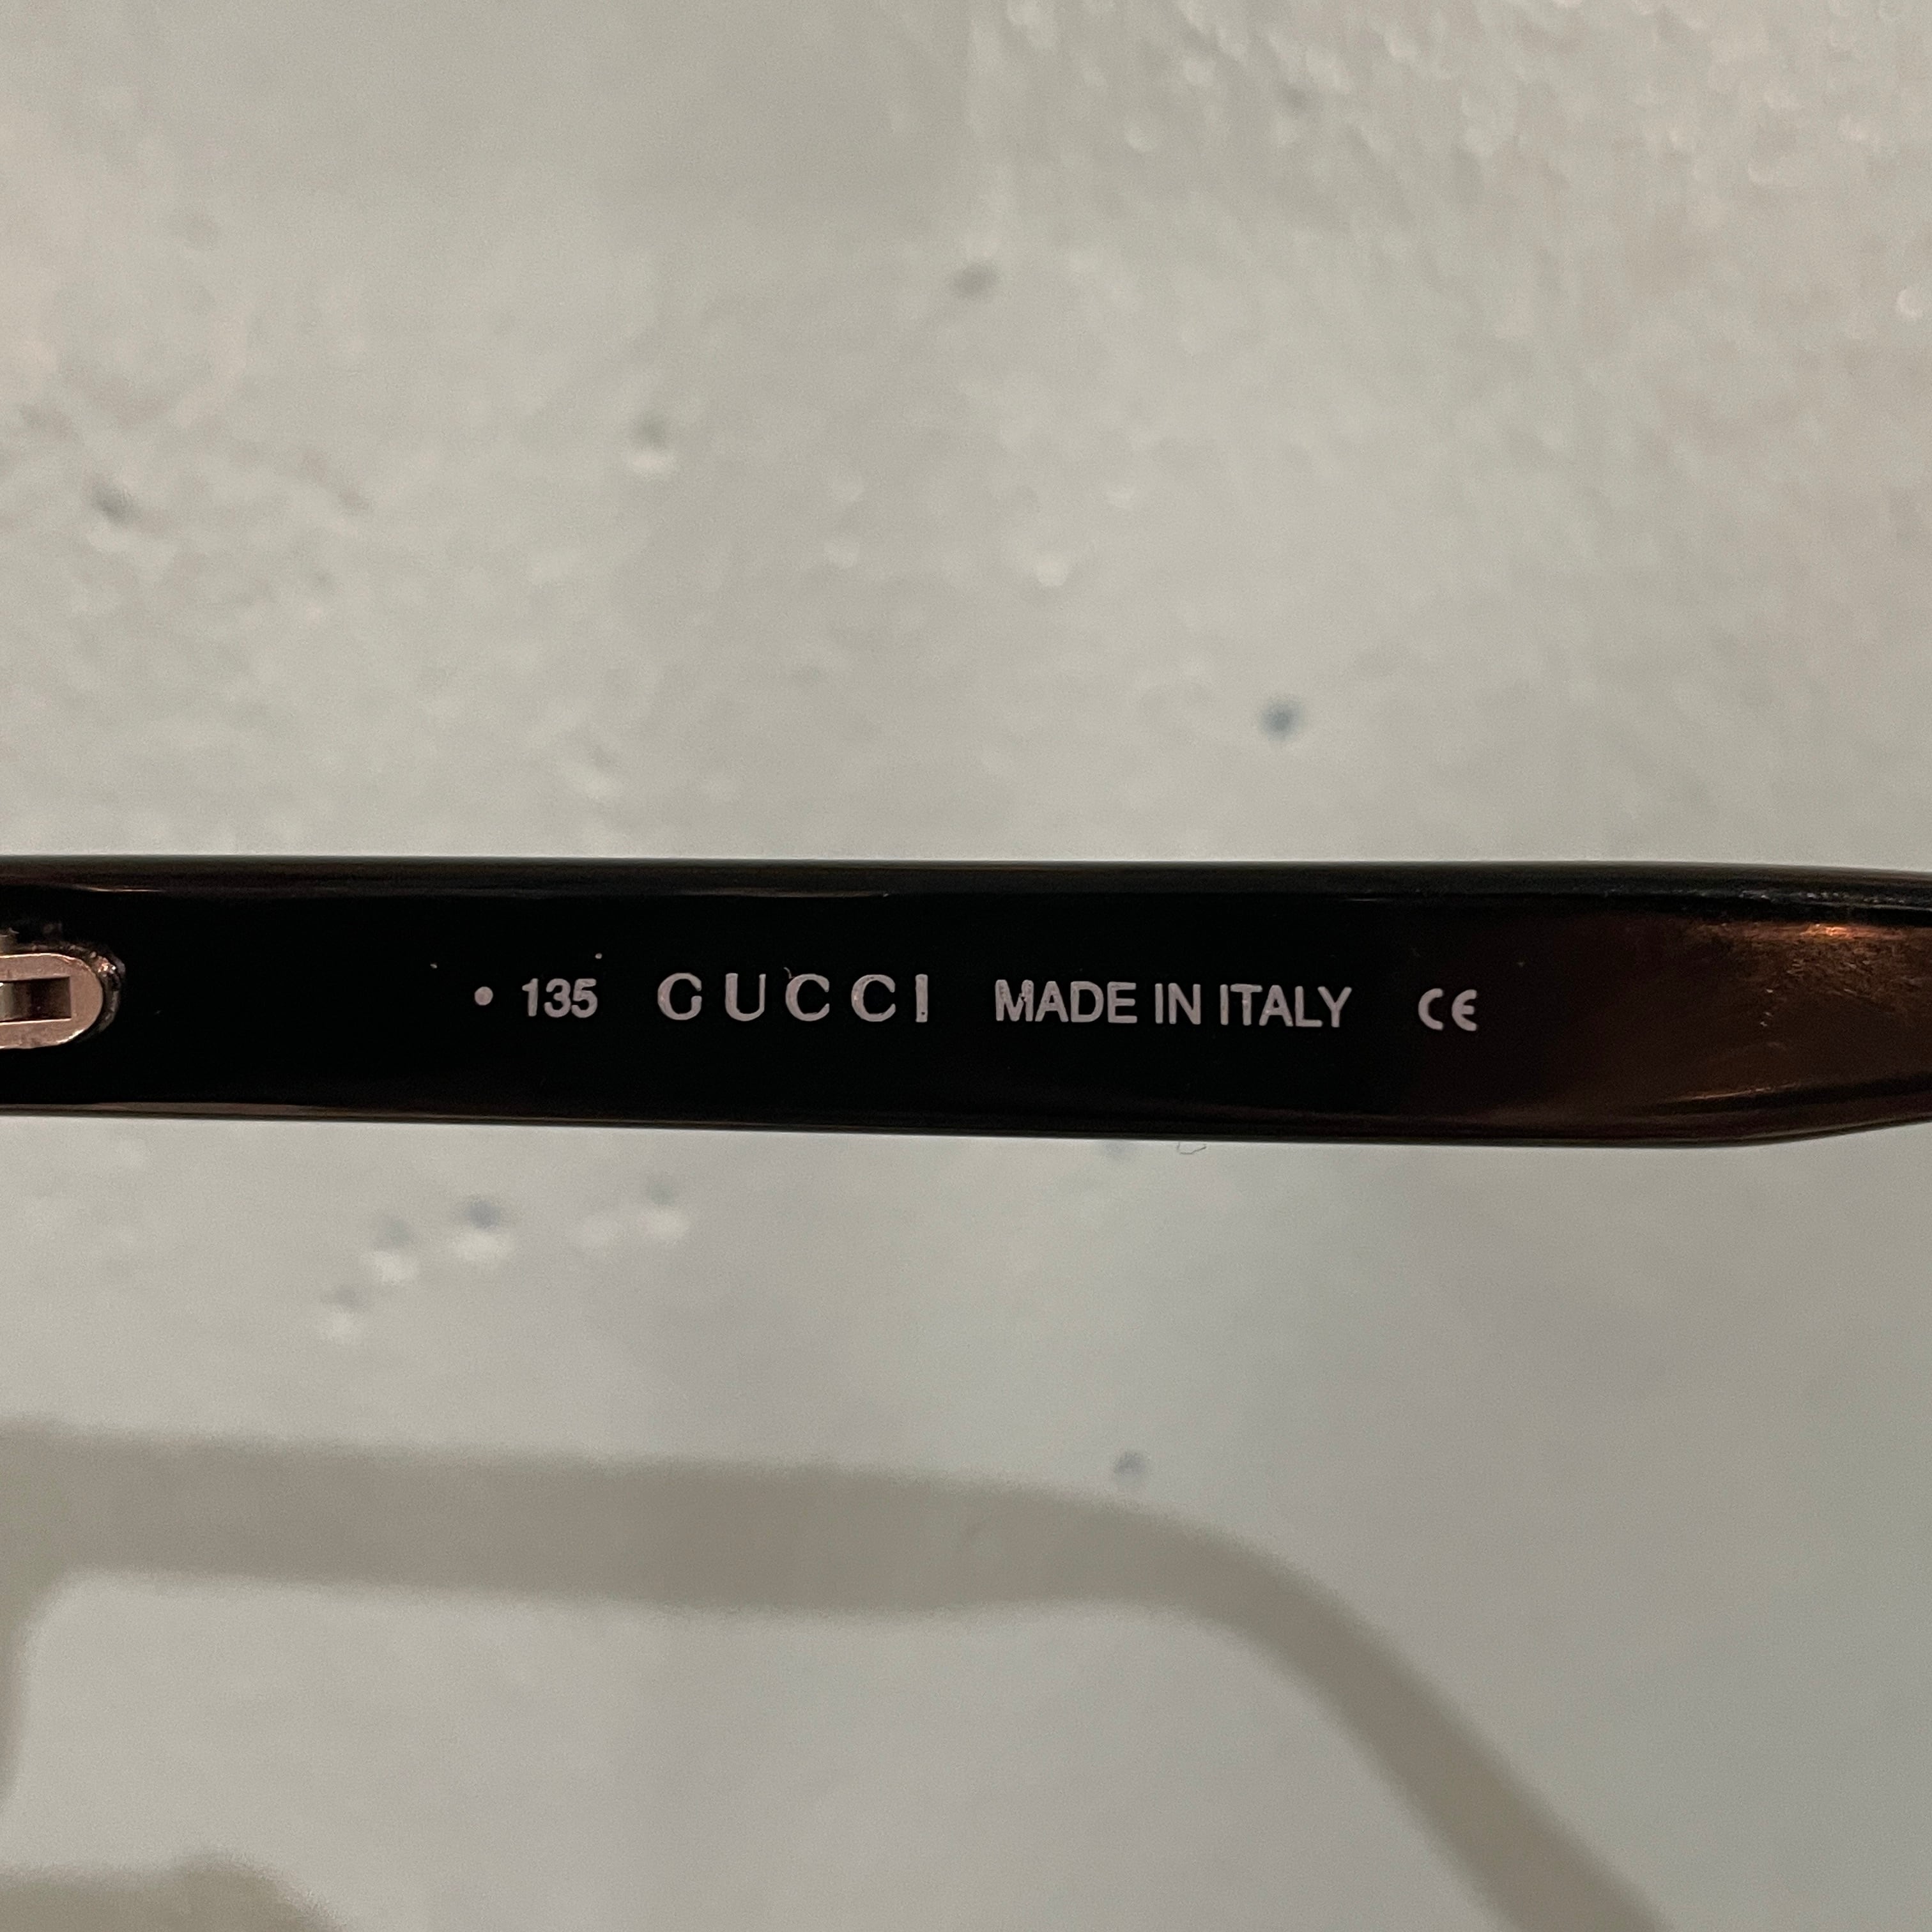 • 135 GUCCI MADE IN ITALY CE